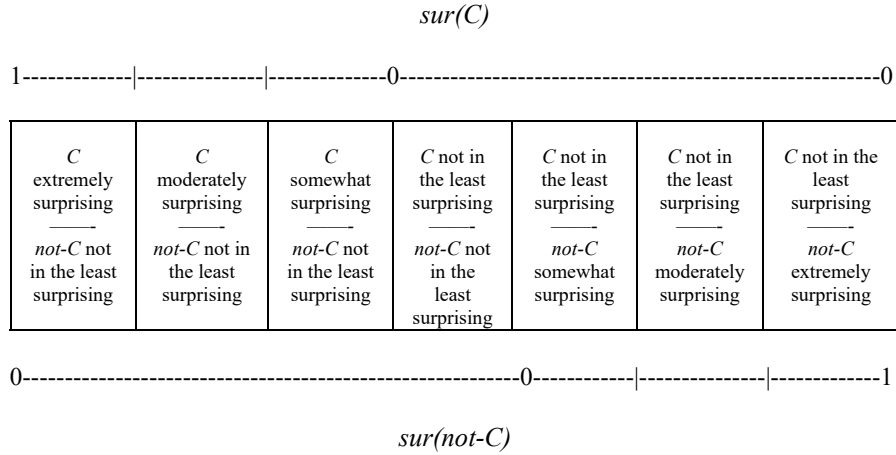 sur(C)
1-------------|--------------|-------------0-------------------------------------------------0
C
extremely
surprising
——-
not-C not
in the least
surprising
C
moderately
surprising
——-
not-C not in
the least
surprising
C
somewhat
surprising
——-
not-C not
in the least
surprising
C not in
the least
surprising
——-
not-C not
in the
least
surprising
C not in
the least
surprising
——-
not-C
somewhat
surprising
C not in
the least
surprising
——-
not-C
moderately
surprising
C not in the
least
surprising
——-
not-C
extremely
surprising
0---------------------------------------------------0-----------|-------------|------------1
sur(not-C)